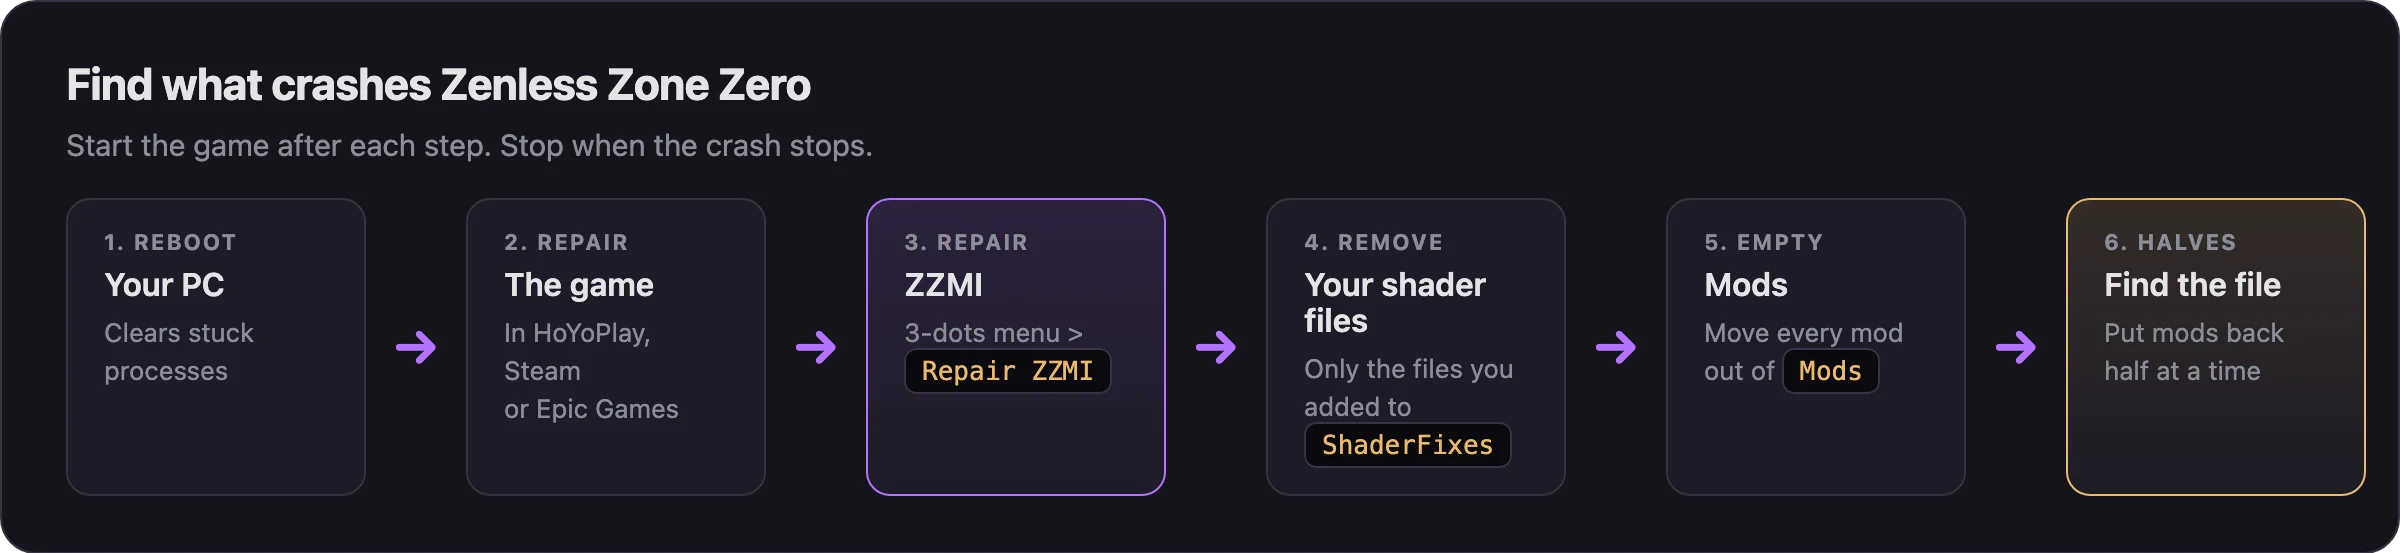 Find what crashes Zenless Zone Zero
Start the game after each step. Stop when the crash stops.
1. REBOOT
Your PC
Clears stuck
processes
2. REPAIR
The game
In HoYoPlay,
Steam
or Epic Games
3. REPAIR
ZZMI
3-dots menu >
Repair ZZMI
4. REMOVE
Your shader
files
Only the files you
added to
ShaderFixes
5. EMPTY
Mods
Move every mod
out of Mods
6. HALVES
Find the file
Put mods back
half at a time